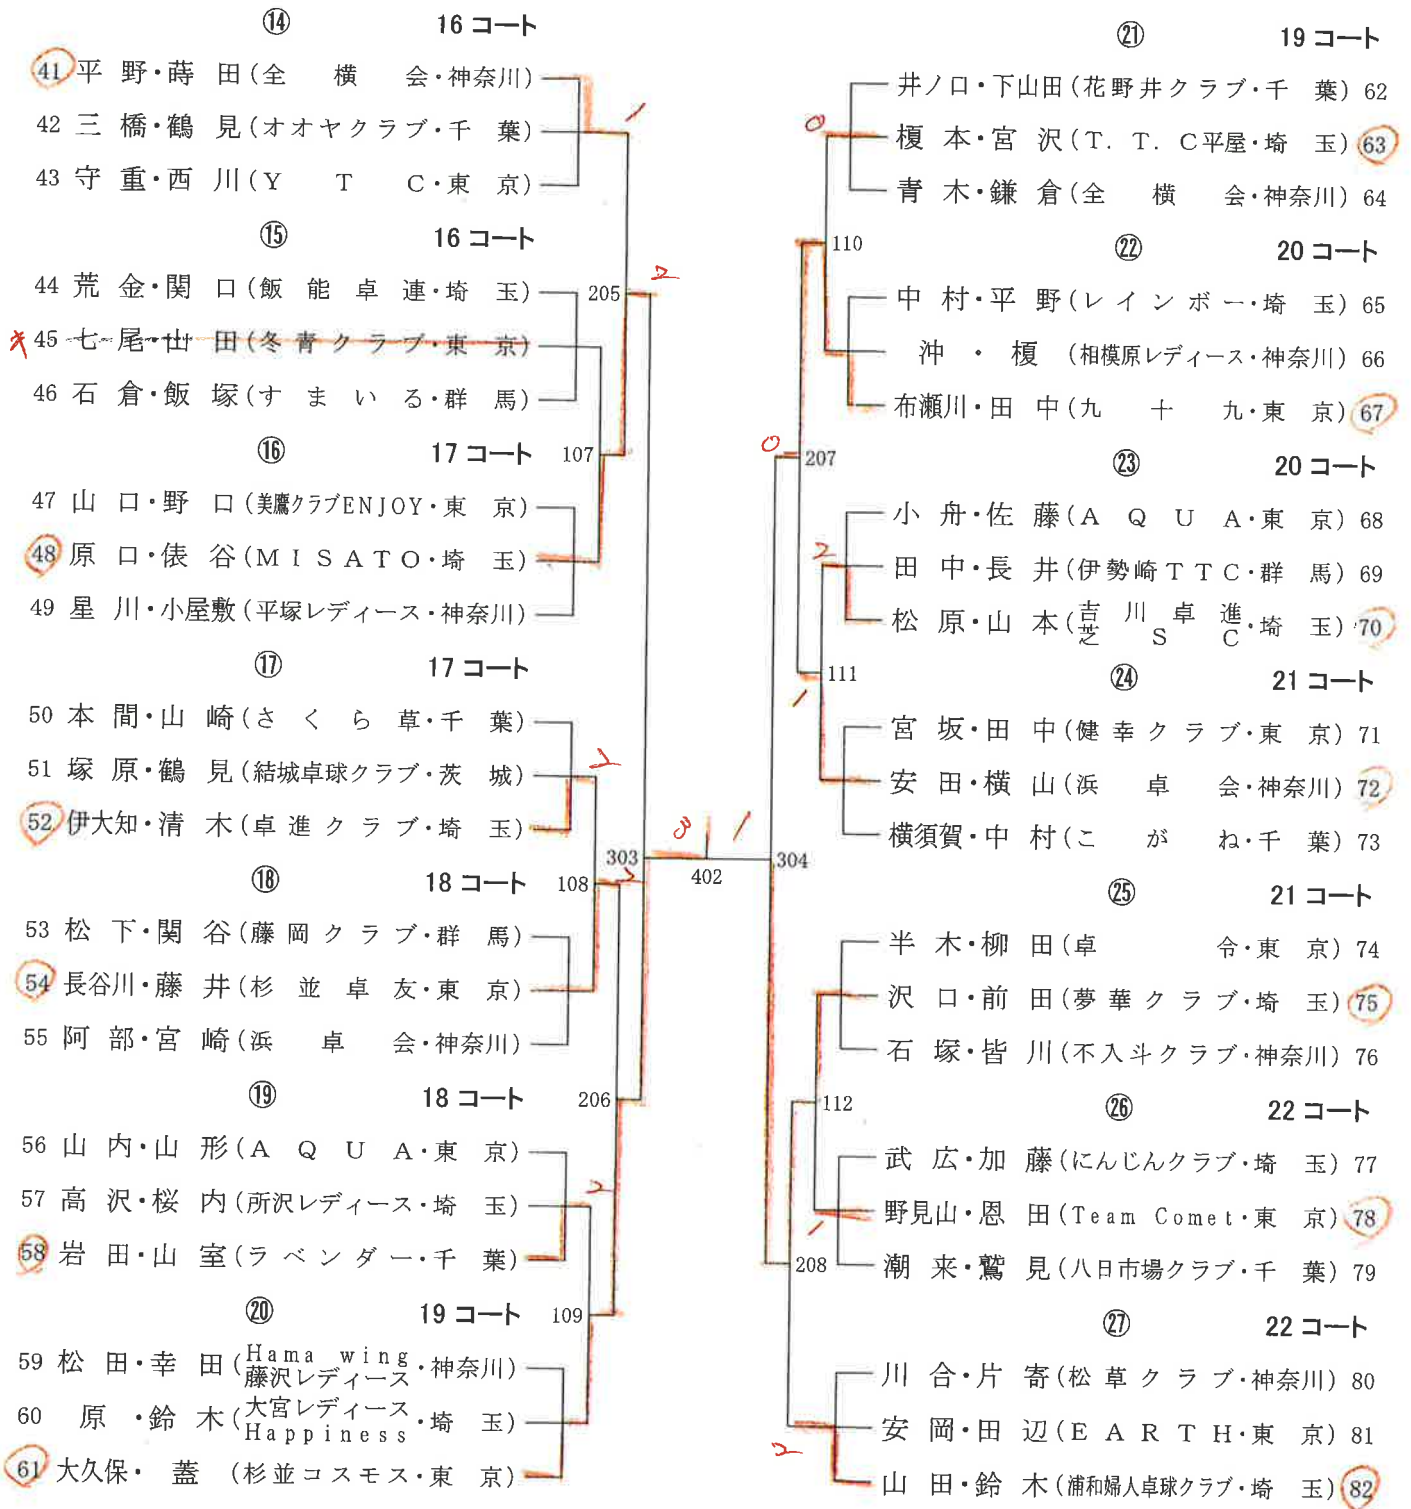 ⑭ 16 コート
41 平 野・蒔 田(全 横 会・神奈川)
1
42 三 橋・鶴 見(オオヤクラブ・千 葉)
43 守 重・西 川(Y T C・東 京)
⑮ 16 コート
44 荒 金・関 口(飯 能 卓 連・埼 玉)
205
2
45 七 尾・山 田(冬 青 クラブ・東 京)
46 石 倉・飯 塚(す ま い る・群 馬)
⑯ 17 コート
107
47 山 口・野 口(美鷹クラブENJOY・東 京)
48 原 口・俵 谷(MISATO・埼 玉)
49 星 川・小屋敷(平塚レディース・神奈川)
⑰ 17 コート
50 本 間・山 崎(さ く ら 草・千 葉)
51 塚 原・鶴 見(結城卓球クラブ・茨 城)
52 伊大知・清 木(卓 進 ク ラ ブ・埼 玉)
303
⑱ 18 コート
108
53 松 下・関 谷(藤 岡 ク ラ ブ・群 馬)
54 長谷川・藤 井(杉 並 卓 友・東 京)
55 阿 部・宮 崎(浜 卓 会・神奈川)
⑲ 18 コート
206
56 山 内・山 形(A Q U A・東 京)
57 高 沢・桜 内(所沢レディース・埼 玉)
2
58 岩 田・山 室(ラ ベ ン ダ ー・千 葉)
⑳ 19 コート
109
59 松 田・幸 田(Hama wing 藤沢レディース・神奈川)
60 原 ・鈴 木(大宮レディース Happiness・埼 玉)
61 大久保・ 蓋 (杉 並 コ ス モ ス・東 京)
3 1
402
㉑ 19 コート
井ノ口・下山田(花野井クラブ・千 葉) 62
0
榎 本・宮 沢(T. T. C平屋・埼 玉) 63
青 木・鎌 倉(全 横 会・神奈川) 64
110
㉒ 20 コート
中 村・平 野(レ イ ン ボ ー・埼 玉) 65
沖 ・ 榎 (相模原レディース・神奈川) 66
布瀬川・田 中(九 十 九・東 京) 67
0
207
㉓ 20 コート
小 舟・佐 藤(A Q U A・東 京) 68
2
田 中・長 井(伊勢崎TTC・群 馬) 69
松 原・山 本(吉 川 卓 進 芝 S C・埼 玉) 70
111
1
㉔ 21 コート
宮 坂・田 中(健 幸 ク ラ ブ・東 京) 71
安 田・横 山(浜 卓 会・神奈川) 72
横須賀・中 村(こ が ね・千 葉) 73
304
㉕ 21 コート
半 木・柳 田(卓 令・東 京) 74
沢 口・前 田(夢 華 ク ラ ブ・埼 玉) 75
石 塚・皆 川(不入斗クラブ・神奈川) 76
112
㉖ 22 コート
武 広・加 藤(にんじんクラブ・埼 玉) 77
野見山・恩 田(Team Comet・東 京) 78
1
潮 来・鷲 見(八日市場クラブ・千 葉) 79
208
㉗ 22 コート
川 合・片 寄(松 草 ク ラ ブ・神奈川) 80
安 岡・田 辺(E A R T H・東 京) 81
2
山 田・鈴 木(浦和婦人卓球クラブ・埼 玉) 82